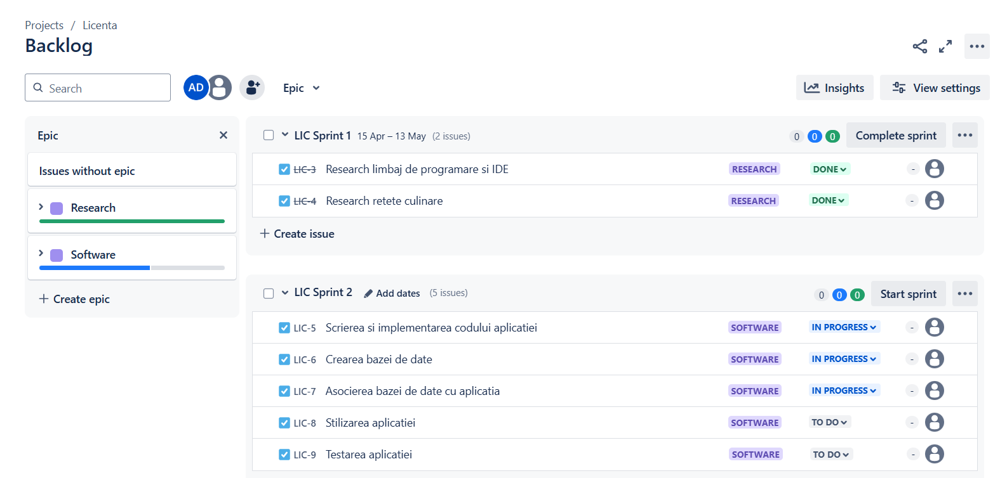 Projects / Licenta
Backlog
Search
AD
Epic
Insights
View settings
Epic
Issues without epic
Research
Software
Create epic
LIC Sprint 1 15 Apr – 13 May (2 issues) 0 0 0 Complete sprint
LIC-3 Research limbaj de programare si IDE RESEARCH DONE -
LIC-4 Research retete culinare RESEARCH DONE -
Create issue
LIC Sprint 2 Add dates (5 issues) 0 0 0 Start sprint
LIC-5 Scrierea si implementarea codului aplicatiei SOFTWARE IN PROGRESS -
LIC-6 Crearea bazei de date SOFTWARE IN PROGRESS -
LIC-7 Asocierea bazei de date cu aplicatia SOFTWARE IN PROGRESS -
LIC-8 Stilizarea aplicatiei SOFTWARE TO DO -
LIC-9 Testarea aplicatiei SOFTWARE TO DO -